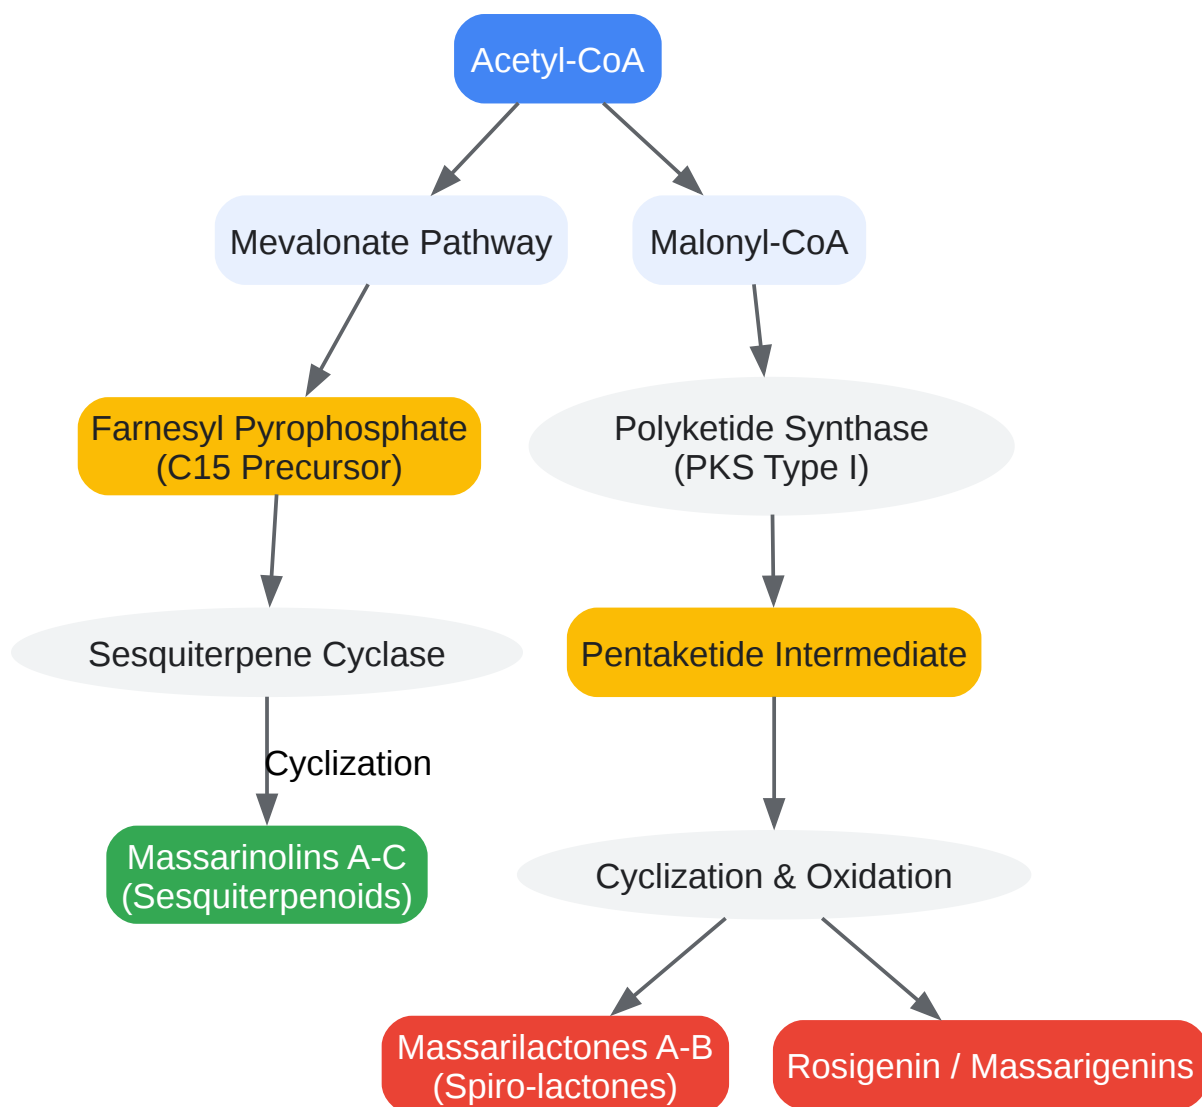 Acetyl-CoA
Mevalonate Pathway
Malonyl-CoA
Farnesyl Pyrophosphate
(C15 Precursor)
Polyketide Synthase
(PKS Type I)
Sesquiterpene Cyclase
Pentaketide Intermediate
Cyclization
Massarinolins A-C
(Sesquiterpenoids)
Cyclization & Oxidation
Massarilactones A-B
(Spiro-lactones)
Rosigenin / Massarigenins